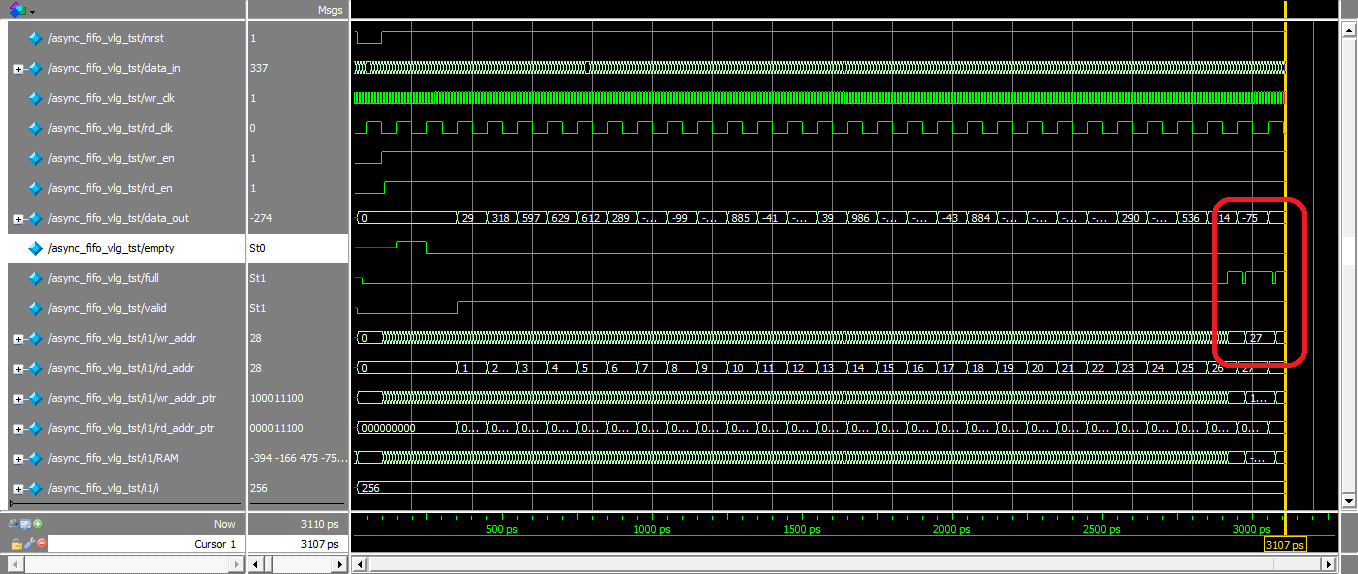 Msgs
/async_fifo_vlg_tst/nrst 1
/async_fifo_vlg_tst/data_in 337
/async_fifo_vlg_tst/wr_clk 1
/async_fifo_vlg_tst/rd_clk 0
/async_fifo_vlg_tst/wr_en 1
/async_fifo_vlg_tst/rd_en 1
/async_fifo_vlg_tst/data_out -274 0 29 318 597 629 612 289 -... -99 -... 885 -41 -... 39 986 -... -... -43 884 -... -... -... -... 290 -... 536 14 -75
/async_fifo_vlg_tst/empty St0
/async_fifo_vlg_tst/full St1
/async_fifo_vlg_tst/valid St1
/async_fifo_vlg_tst/i1/wr_addr 28 0 27
/async_fifo_vlg_tst/i1/rd_addr 28 0 1 2 3 4 5 6 7 8 9 10 11 12 13 14 15 16 17 18 19 20 21 22 23 24 25 26 27
/async_fifo_vlg_tst/i1/wr_addr_ptr 100011100 1...
/async_fifo_vlg_tst/i1/rd_addr_ptr 000011100 000000000 0... 0... 0... 0... 0... 0... 0... 0... 0... 0... 0... 0... 0... 0... 0... 0... 0... 0... 0... 0... 0... 0... 0... 0... 0... 0... 0...
/async_fifo_vlg_tst/i1/RAM -394 -166 475 -75... -...
/async_fifo_vlg_tst/i1/i 256 256
Now 3110 ps 500 ps 1000 ps 1500 ps 2000 ps 2500 ps 3000 ps
Cursor 1 3107 ps 3107 ps